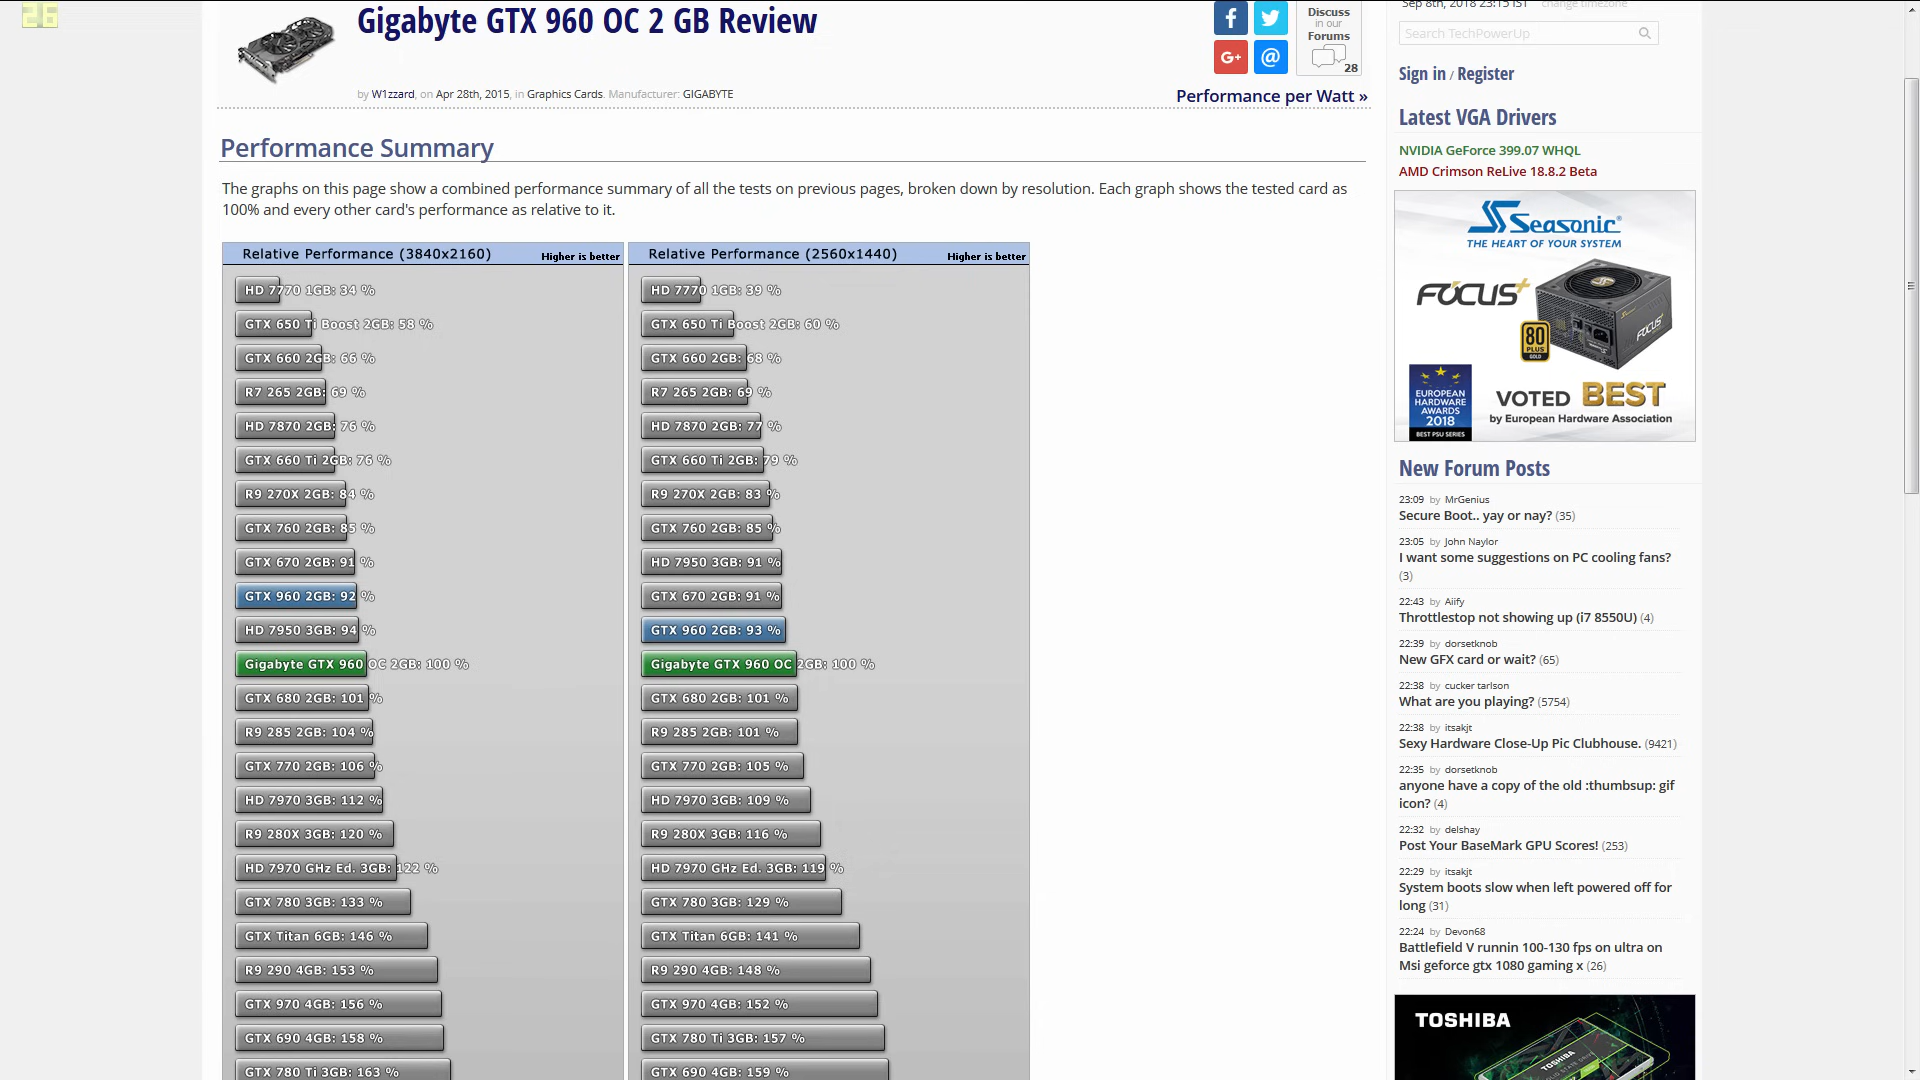 26
Gigabyte GTX 960 OC 2 GB Review
by W1zzard, on Apr 28th, 2015, in Graphics Cards. Manufacturer: GIGABYTE
Discuss
in our
Forums
28
Performance per Watt »
Performance Summary
The graphs on this page show a combined performance summary of all the tests on previous pages, broken down by resolution. Each graph shows the tested card as
100% and every other card's performance as relative to it.
Relative Performance (3840x2160) Higher is better
HD 7770 1GB: 34 %
GTX 650 Ti Boost 2GB: 58 %
GTX 660 2GB: 66 %
R7 265 2GB: 69 %
HD 7870 2GB: 76 %
GTX 660 Ti 2GB: 76 %
R9 270X 2GB: 84 %
GTX 760 2GB: 85 %
GTX 670 2GB: 91 %
GTX 960 2GB: 92 %
HD 7950 3GB: 94 %
Gigabyte GTX 960 OC 2GB: 100 %
GTX 680 2GB: 101 %
R9 285 2GB: 104 %
GTX 770 2GB: 106 %
HD 7970 3GB: 112 %
R9 280X 3GB: 120 %
HD 7970 GHz Ed. 3GB: 122 %
GTX 780 3GB: 133 %
GTX Titan 6GB: 146 %
R9 290 4GB: 153 %
GTX 970 4GB: 156 %
GTX 690 4GB: 158 %
GTX 780 Ti 3GB: 163 %
Relative Performance (2560x1440) Higher is better
HD 7770 1GB: 39 %
GTX 650 Ti Boost 2GB: 60 %
GTX 660 2GB: 68 %
R7 265 2GB: 69 %
HD 7870 2GB: 77 %
GTX 660 Ti 2GB: 79 %
R9 270X 2GB: 83 %
GTX 760 2GB: 85 %
HD 7950 3GB: 91 %
GTX 670 2GB: 91 %
GTX 960 2GB: 93 %
Gigabyte GTX 960 OC 2GB: 100 %
GTX 680 2GB: 101 %
R9 285 2GB: 101 %
GTX 770 2GB: 105 %
HD 7970 3GB: 109 %
R9 280X 3GB: 116 %
HD 7970 GHz Ed. 3GB: 119 %
GTX 780 3GB: 129 %
GTX Titan 6GB: 141 %
R9 290 4GB: 148 %
GTX 970 4GB: 152 %
GTX 780 Ti 3GB: 157 %
GTX 690 4GB: 159 %
Sep 8th, 2018 23:15 IST change timezone
Search TechPowerUp
Sign in / Register
Latest VGA Drivers
NVIDIA GeForce 399.07 WHQL
AMD Crimson ReLive 18.8.2 Beta
Seasonic
THE HEART OF YOUR SYSTEM
FOCUS+
80
PLUS
GOLD
FOCUS+
EUROPEAN
HARDWARE
AWARDS
2018
BEST PSU SERIES
VOTED BEST
by European Hardware Association
New Forum Posts
23:09 by MrGenius
Secure Boot.. yay or nay? (35)
23:05 by John Naylor
I want some suggestions on PC cooling fans?
(3)
22:43 by Aiify
Throttlestop not showing up (i7 8550U) (4)
22:39 by dorsetknob
New GFX card or wait? (65)
22:38 by cucker tarlson
What are you playing? (5754)
22:38 by itsakjt
Sexy Hardware Close-Up Pic Clubhouse. (9421)
22:35 by dorsetknob
anyone have a copy of the old :thumbsup: gif
icon? (4)
22:32 by delshay
Post Your BaseMark GPU Scores! (253)
22:29 by itsakjt
System boots slow when left powered off for
long (31)
22:24 by Devon68
Battlefield V runnin 100-130 fps on ultra on
Msi geforce gtx 1080 gaming x (26)
TOSHIBA
TOSHIBA